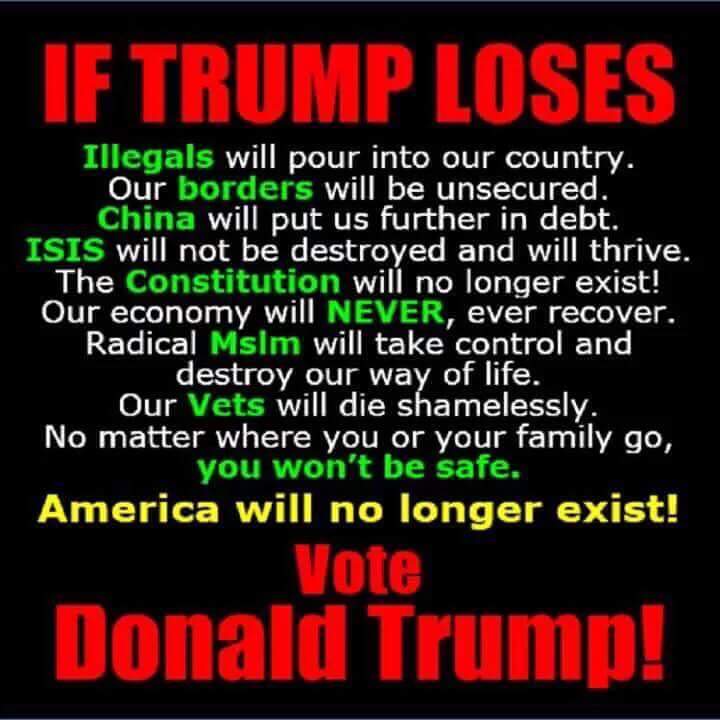 IF TRUMP LOSES
Illegals will pour into our country.
Our borders will be unsecured.
China will put us further in debt.
ISIS will not be destroyed and will thrive.
The Constitution will no longer exist!
Our economy will NEVER, ever recover.
Radical Mslm will take control and
destroy our way of life.
Our Vets will die shamelessly.
No matter where you or your family go,
you won't be safe.
America will no longer exist!
Vote
Donald Trump!